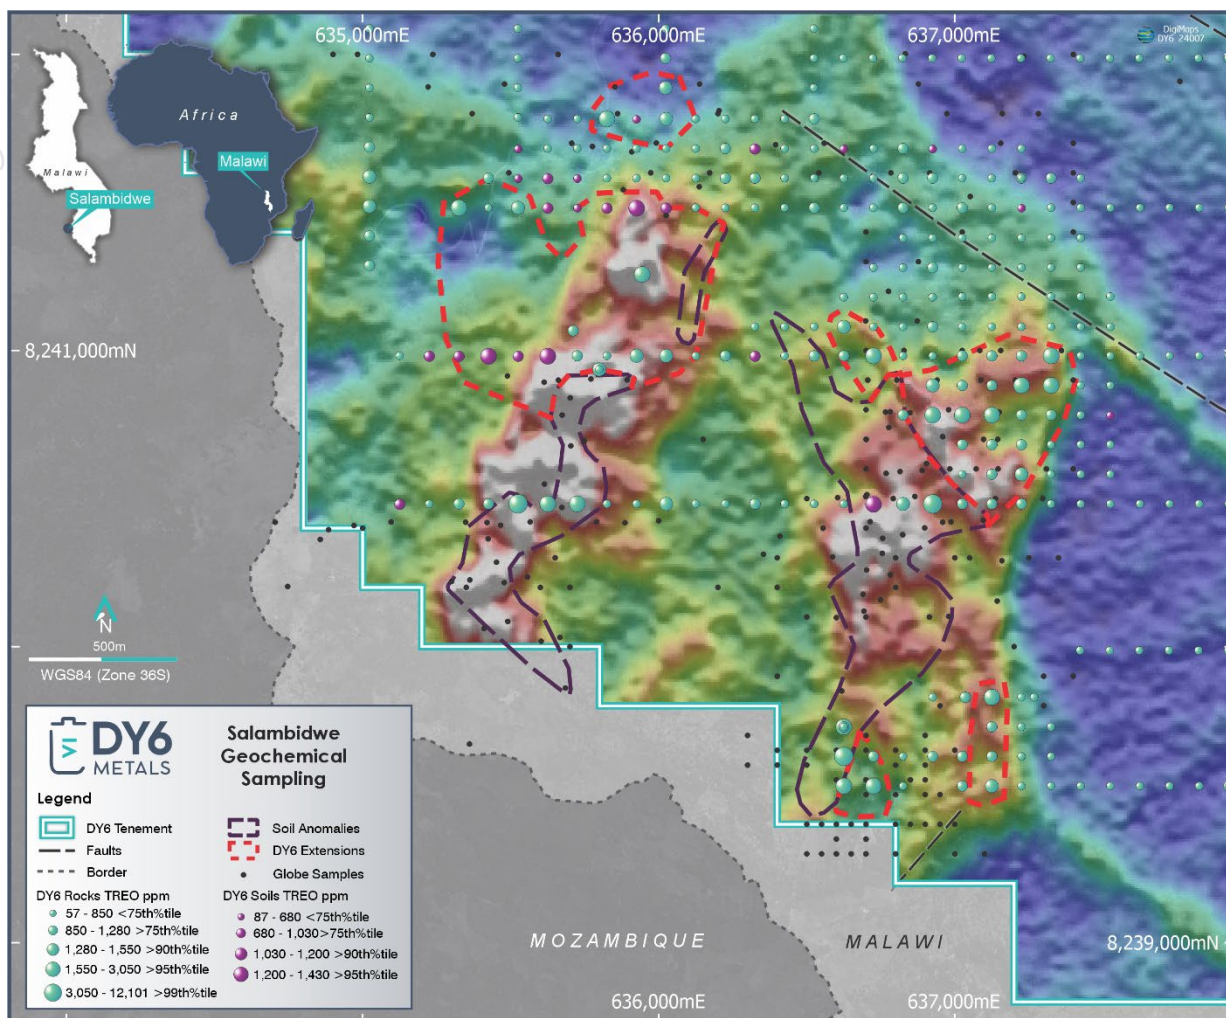 635,000mE
636,000mE
637,000mE
DigiMaps
DY6 24007
Africa
Malawi
Malawi
Salambidwe
8,241,000mN
N
500m
WGS84 (Zone 36S)
DY6
METALS
Salambidwe
Geochemical
Sampling
Legend
DY6 Tenement
Faults
Border
Soil Anomalies
DY6 Extensions
Globe Samples
DY6 Rocks TREO ppm
57 - 850 <75th%tile
850 - 1,280 >75th%tile
1,280 - 1,550 >90th%tile
1,550 - 3,050 >95th%tile
3,050 - 12,101 >99th%tile
DY6 Soils TREO ppm
87 - 680 <75th%tile
680 - 1,030 >75th%tile
1,030 - 1,200 >90th%tile
1,200 - 1,430 >95th%tile
MOZAMBIQUE
MALAWI
8,239,000mN
636,000mE
637,000mE